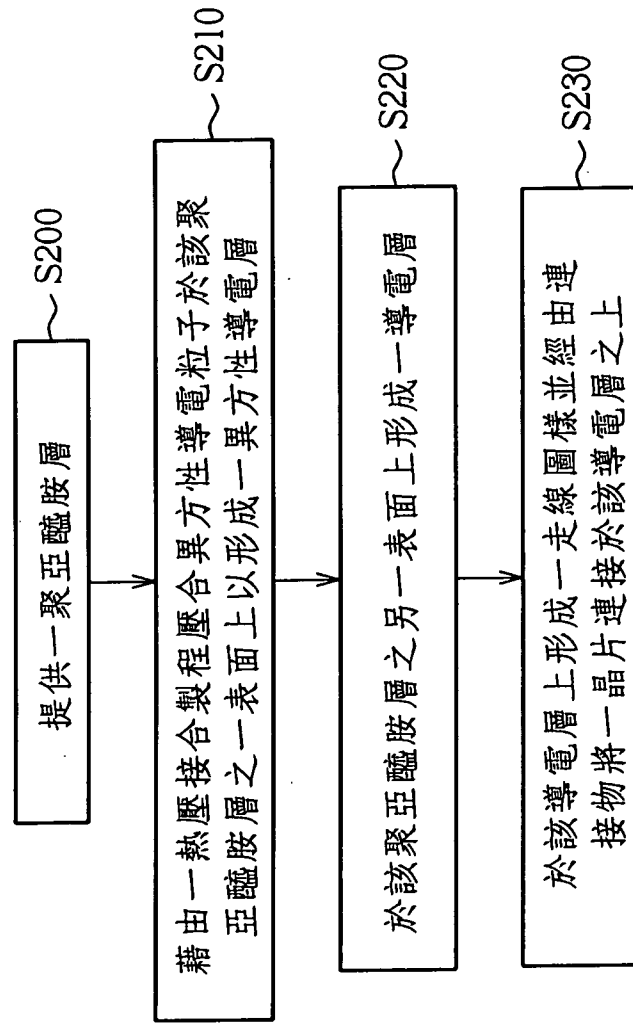 S200
提供一聚亞醯胺層
S210
藉由一熱壓接合製程壓合異方性導電粒子於該聚
亞醯胺層之一表面上以形成一異方性導電層
S220
於該聚亞醯胺層之另一表面上形成一導電層
S230
於該導電層上形成一走線圖樣並經由連
接物將一晶片連接於該導電層之上